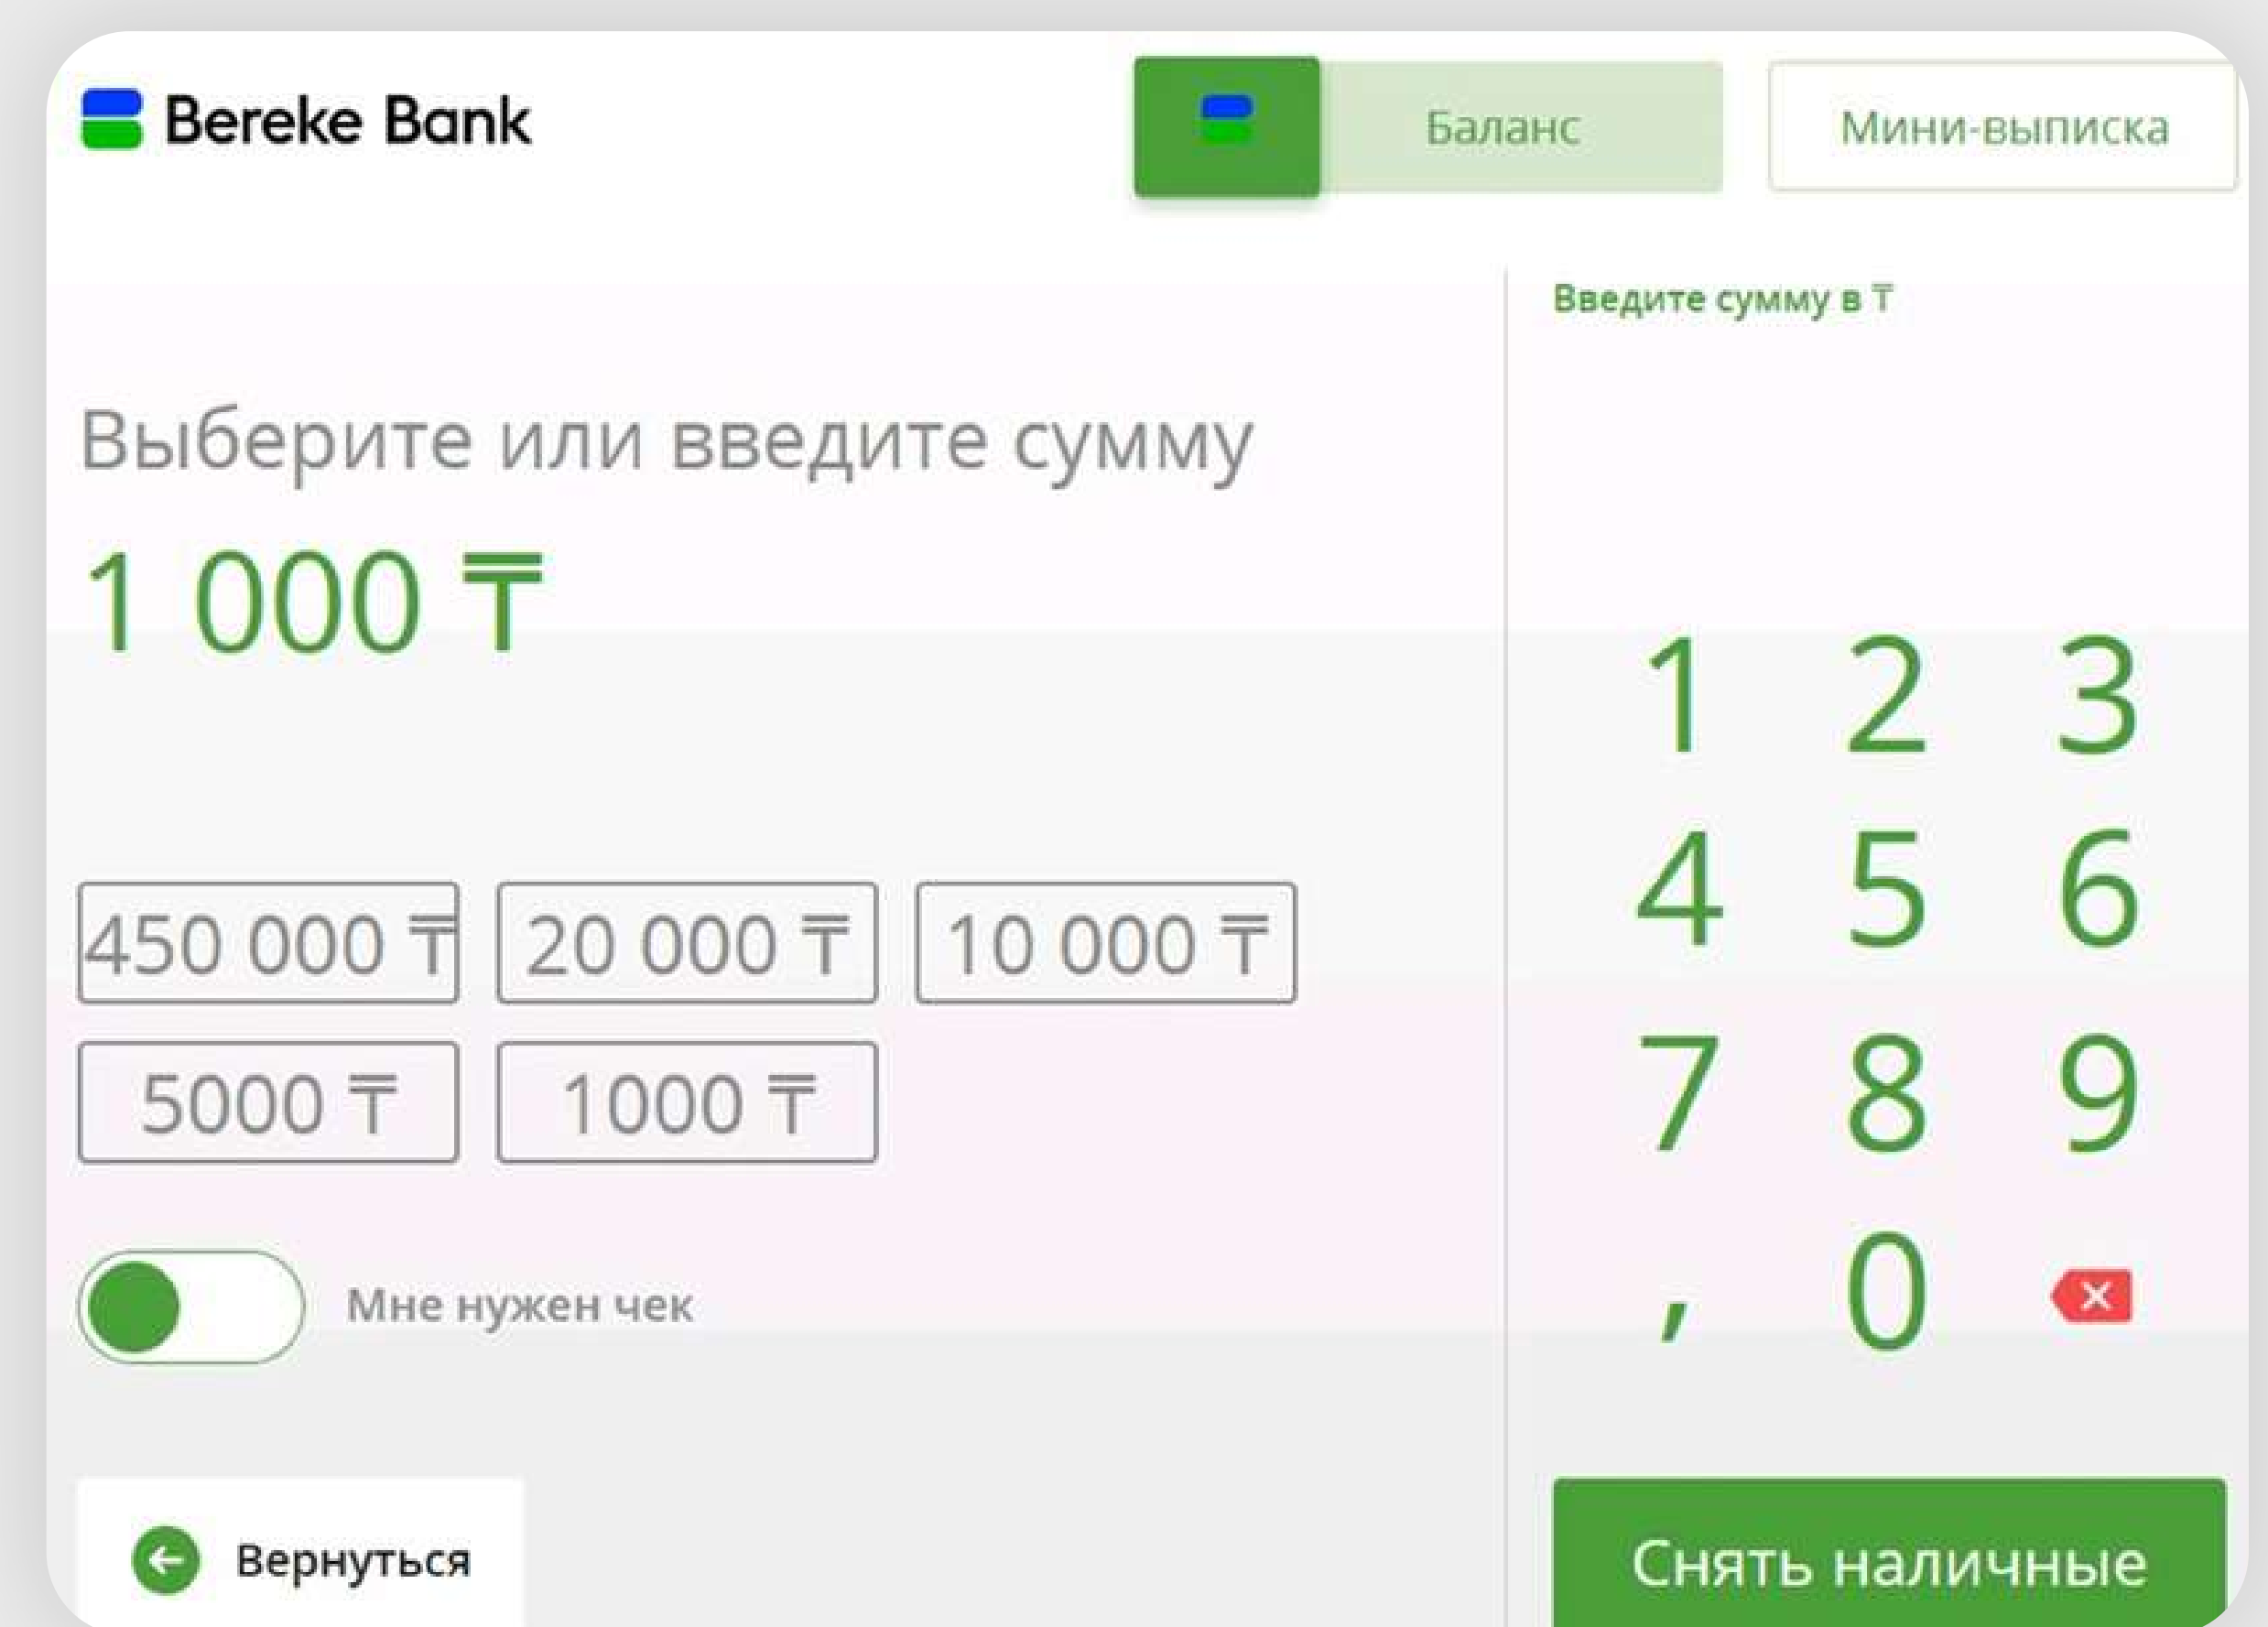 Bereke Bank
Баланс
Мини-выписка
Выберите или введите сумму
1 000 ₸
450 000 ₸
20 000 ₸
10 000 ₸
5000 ₸
1000 ₸
Мне нужен чек
Вернуться
Введите сумму в ₸
1 2 3
4 5 6
7 8 9
, 0
Снять наличные